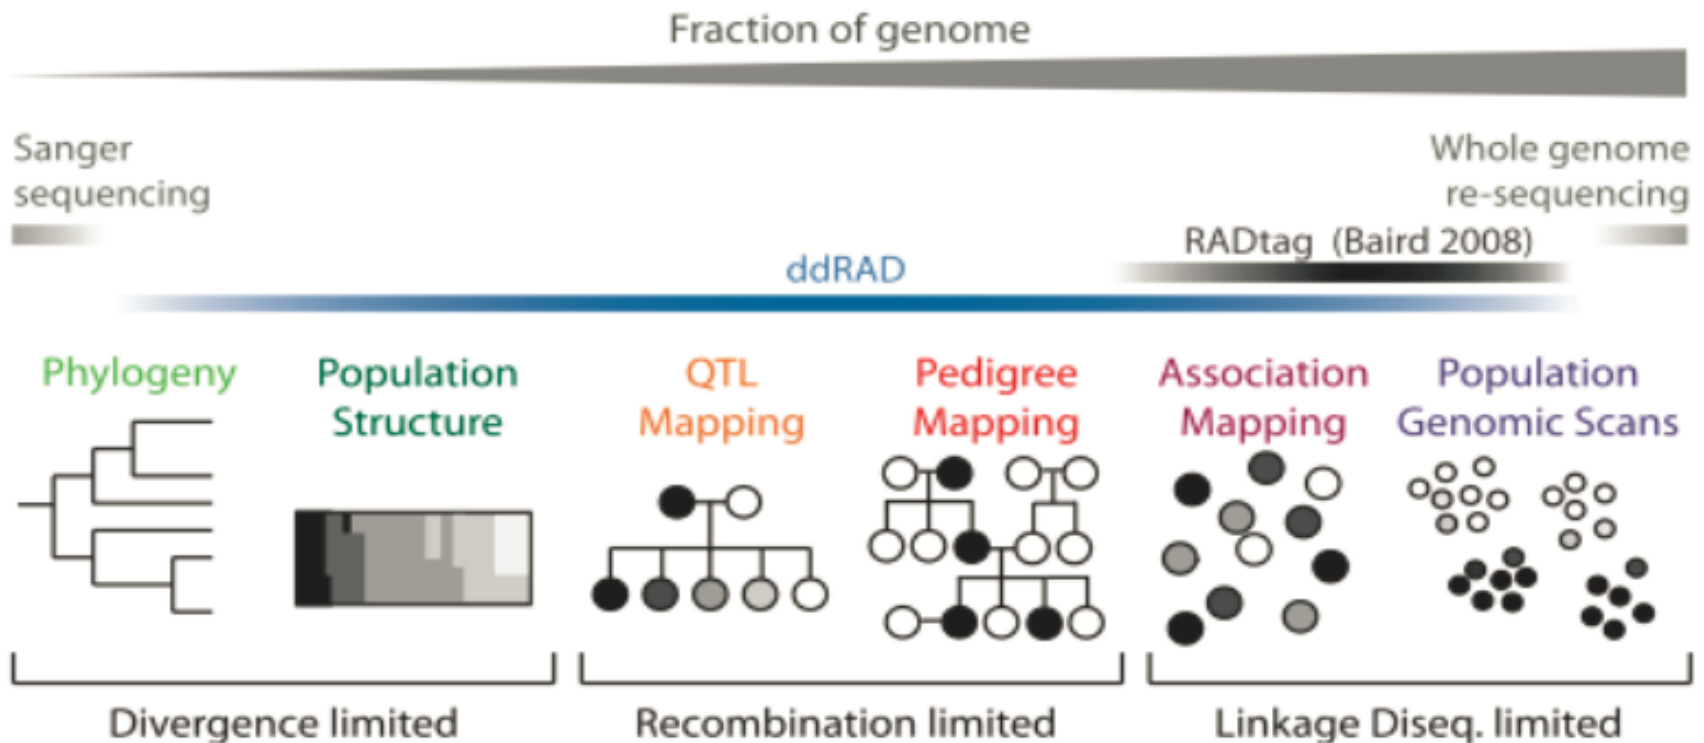 Fraction of genome
Sanger
sequencing
Whole genome
re-sequencing
RADtag (Baird 2008)
ddRAD
Phylogeny
Population
Structure
QTL
Mapping
Pedigree
Mapping
Association
Mapping
Population
Genomic Scans
Divergence limited
Recombination limited
Linkage Diseq. limited